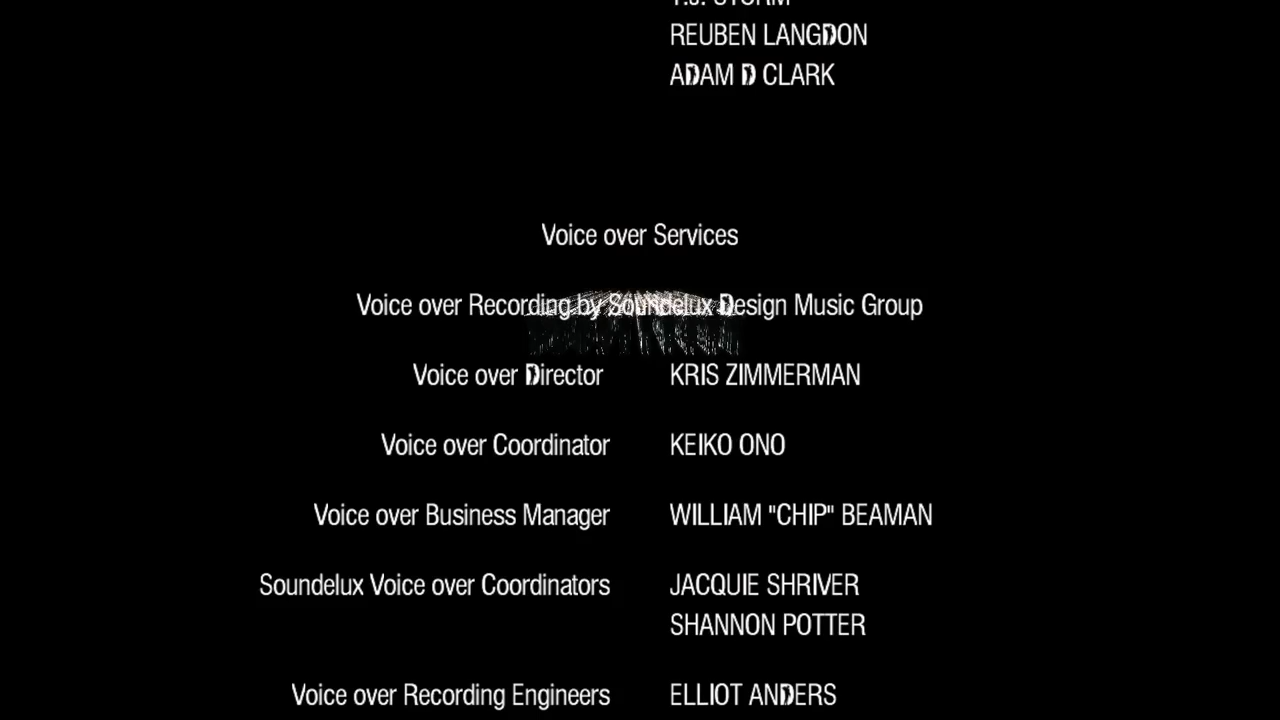 T.J. STORM
REUBEN LANGDON
ADAM D CLARK
Voice over Services
Voice over Recording by Soundelux Design Music Group
Voice over Director KRIS ZIMMERMAN
Voice over Coordinator KEIKO ONO
Voice over Business Manager WILLIAM "CHIP" BEAMAN
Soundelux Voice over Coordinators JACQUIE SHRIVER
SHANNON POTTER
Voice over Recording Engineers ELLIOT ANDERS